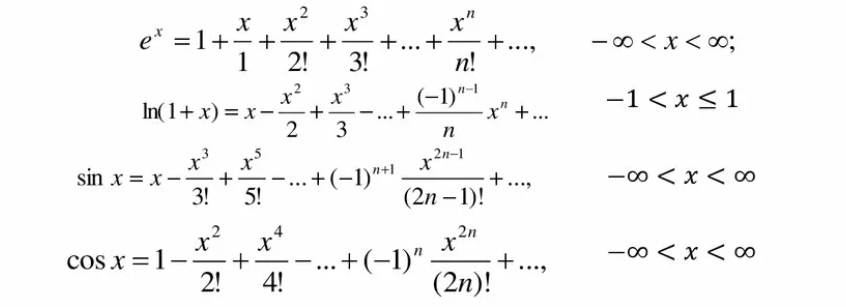 e^x = 1 + x/1 + x^2/2! + x^3/3! + ... + x^n/n! + ..., − ∞ < x < ∞;
ln(1 + x) = x − x^2/2 + x^3/3 − ... + (−1)^(n−1)/n x^n + ... −1 < x ≤ 1
sin x = x − x^3/3! + x^5/5! − ... + (−1)^(n+1) x^(2n−1)/(2n − 1)! + ..., −∞ < x < ∞
cos x = 1 − x^2/2! + x^4/4! − ... + (−1)^n x^(2n)/(2n)! + ..., −∞ < x < ∞